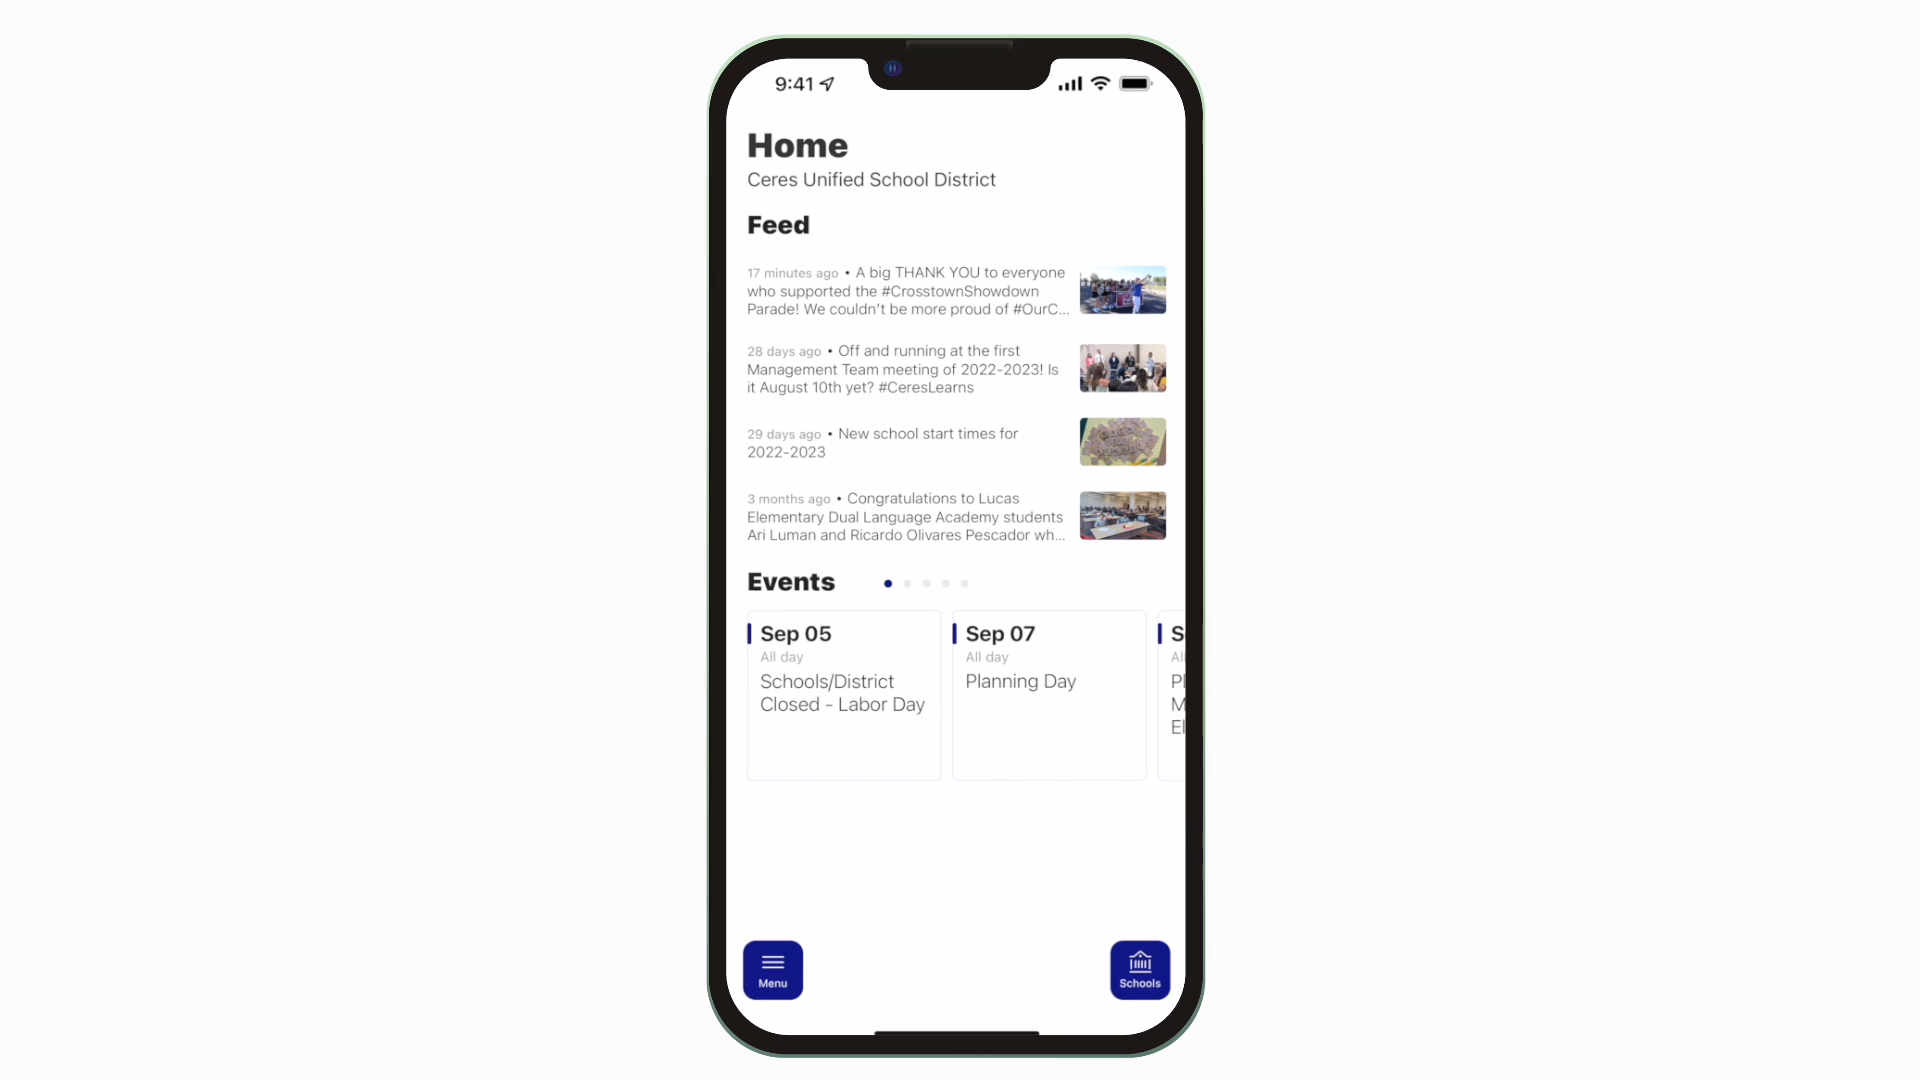 9:41
Home
Ceres Unified School District
Feed
17 minutes ago • A big THANK YOU to everyone
who supported the #CrosstownShowdown
Parade! We couldn't be more proud of #OurC...
28 days ago • Off and running at the first
Management Team meeting of 2022-2023! Is
it August 10th yet? #CeresLearns
29 days ago • New school start times for
2022-2023
3 months ago • Congratulations to Lucas
Elementary Dual Language Academy students
Ari Luman and Ricardo Olivares Pescador wh...
Events
Sep 05
All day
Schools/District
Closed - Labor Day
Sep 07
All day
Planning Day
S
All
Pl
M
El
Menu
Schools